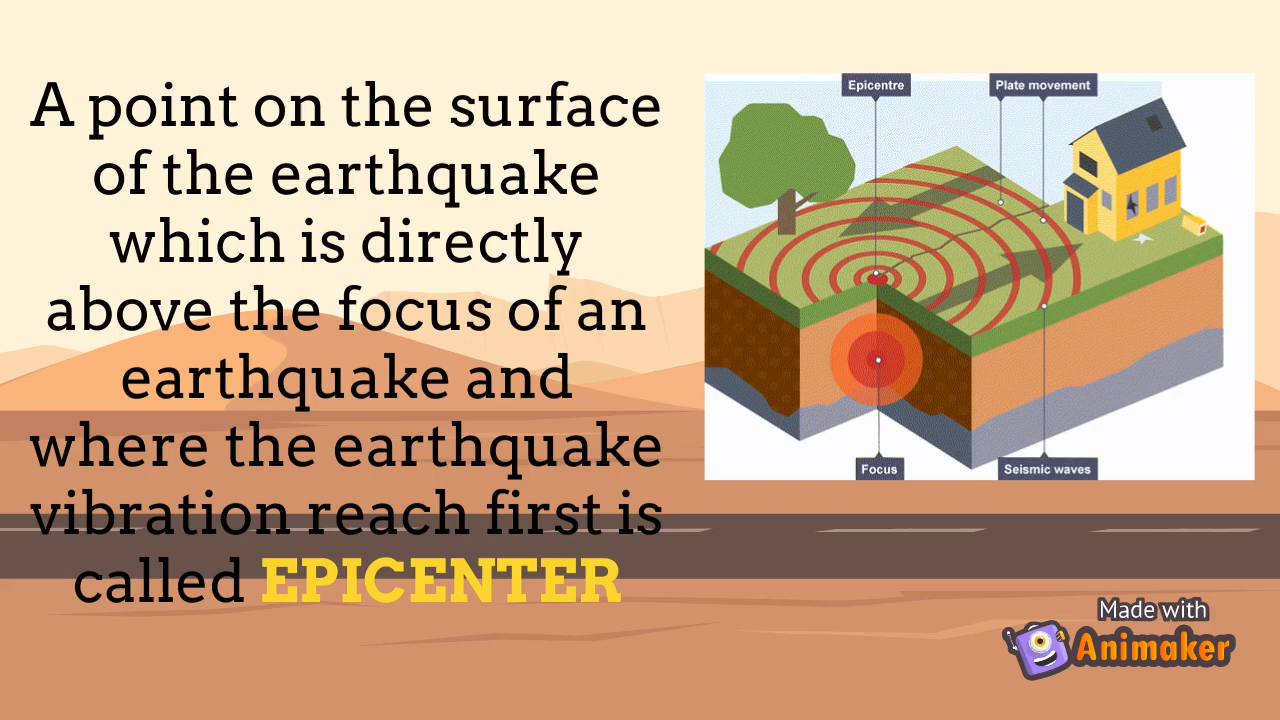 A point on the surface
of the earthquake
which is directly
above the focus of an
earthquake and
where the earthquake
vibration reach first is
called EPICENTER
Epicentre
Plate movement
Focus
Seismic waves
Made with
Animaker